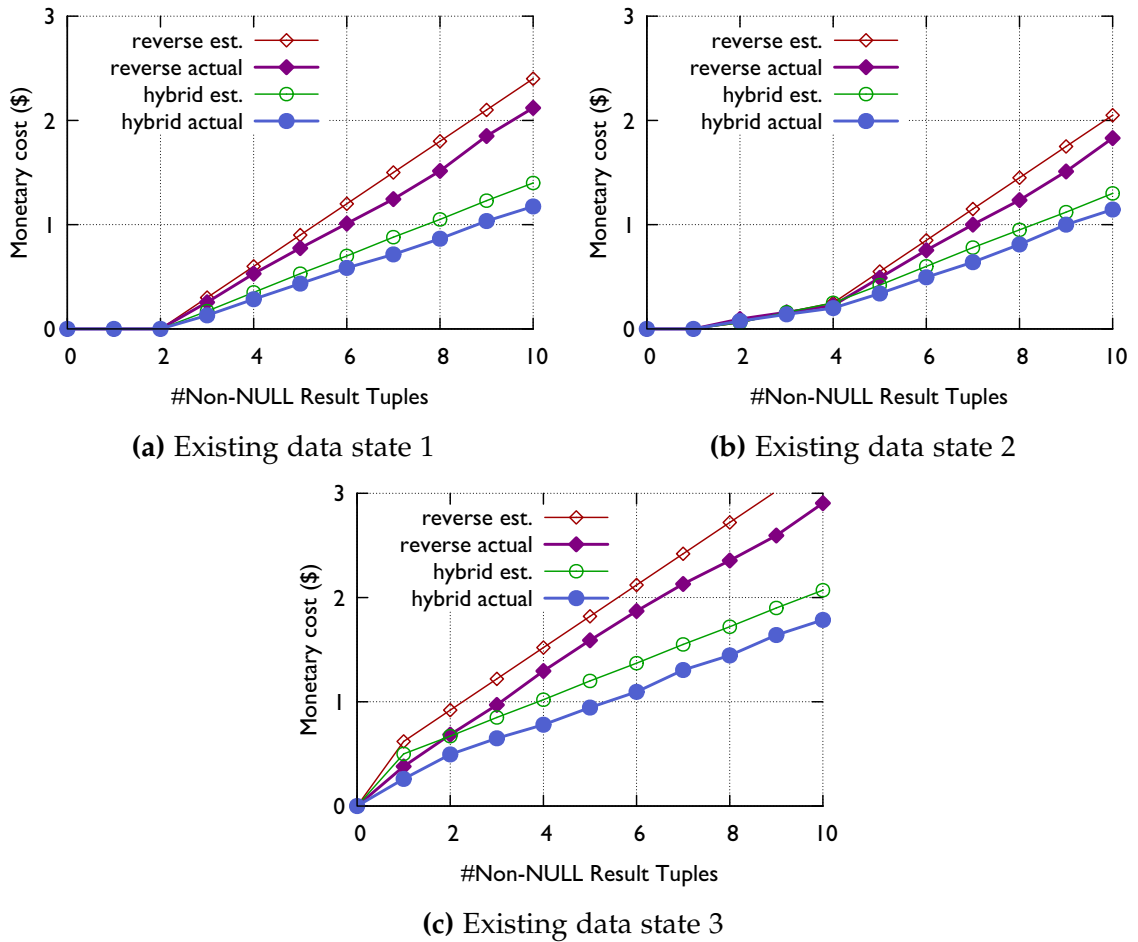 3
2
1
0
Monetary cost ($)
reverse est.
reverse actual
hybrid est.
hybrid actual
0 2 4 6 8 10
#Non-NULL Result Tuples
(a) Existing data state 1
3
2
1
0
Monetary cost ($)
reverse est.
reverse actual
hybrid est.
hybrid actual
0 2 4 6 8 10
#Non-NULL Result Tuples
(b) Existing data state 2
3
2
1
0
Monetary cost ($)
reverse est.
reverse actual
hybrid est.
hybrid actual
0 2 4 6 8 10
#Non-NULL Result Tuples
(c) Existing data state 3